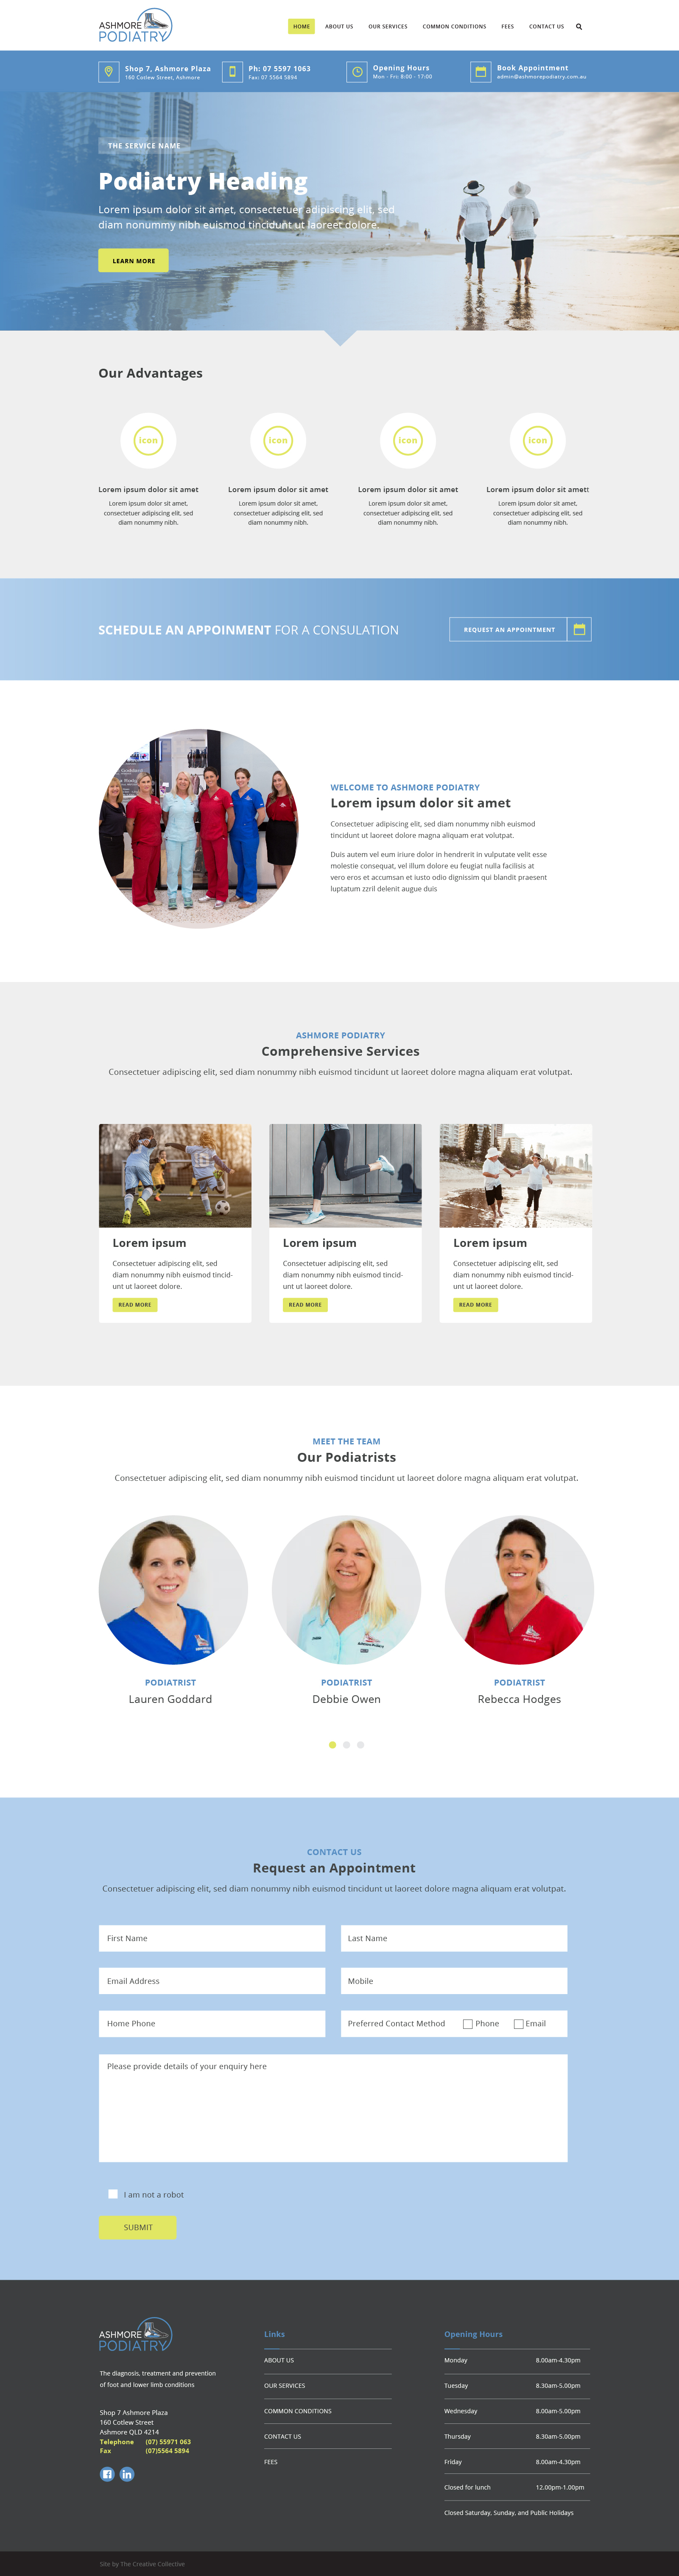 ASHMORE
PODIATRY
HOME
ABOUT US
OUR SERVICES
COMMON CONDITIONS
FEES
CONTACT US
Shop 7, Ashmore Plaza
160 Cotlew Street, Ashmore
Ph: 07 5597 1063
Fax: 07 5564 5894
Opening Hours
Mon - Fri: 8:00 - 17:00
Book Appointment
admin@ashmorepodiatry.com.au
THE SERVICE NAME
Podiatry Heading
Lorem ipsum dolor sit amet, consectetuer adipiscing elit, sed
diam nonummy nibh euismod tincidunt ut laoreet dolore.
LEARN MORE
Our Advantages
icon
icon
icon
icon
Lorem ipsum dolor sit amet
Lorem ipsum dolor sit amet,
consectetuer adipiscing elit, sed
diam nonummy nibh.
Lorem ipsum dolor sit amet
Lorem ipsum dolor sit amet,
consectetuer adipiscing elit, sed
diam nonummy nibh.
Lorem ipsum dolor sit amet
Lorem ipsum dolor sit amet,
consectetuer adipiscing elit, sed
diam nonummy nibh.
Lorem ipsum dolor sit amett
Lorem ipsum dolor sit amet,
consectetuer adipiscing elit, sed
diam nonummy nibh.
SCHEDULE AN APPOINMENT FOR A CONSULATION
REQUEST AN APPOINTMENT
WELCOME TO ASHMORE PODIATRY
Lorem ipsum dolor sit amet
Consectetuer adipiscing elit, sed diam nonummy nibh euismod
tincidunt ut laoreet dolore magna aliquam erat volutpat.
Duis autem vel eum iriure dolor in hendrerit in vulputate velit esse
molestie consequat, vel illum dolore eu feugiat nulla facilisis at
vero eros et accumsan et iusto odio dignissim qui blandit praesent
luptatum zzril delenit augue duis
ASHMORE PODIATRY
Comprehensive Services
Consectetuer adipiscing elit, sed diam nonummy nibh euismod tincidunt ut laoreet dolore magna aliquam erat volutpat.
Lorem ipsum
Consectetuer adipiscing elit, sed
diam nonummy nibh euismod tincid-
unt ut laoreet dolore.
READ MORE
Lorem ipsum
Consectetuer adipiscing elit, sed
diam nonummy nibh euismod tincid-
unt ut laoreet dolore.
READ MORE
Lorem ipsum
Consectetuer adipiscing elit, sed
diam nonummy nibh euismod tincid-
unt ut laoreet dolore.
READ MORE
MEET THE TEAM
Our Podiatrists
Consectetuer adipiscing elit, sed diam nonummy nibh euismod tincidunt ut laoreet dolore magna aliquam erat volutpat.
PODIATRIST
Lauren Goddard
PODIATRIST
Debbie Owen
PODIATRIST
Rebecca Hodges
CONTACT US
Request an Appointment
Consectetuer adipiscing elit, sed diam nonummy nibh euismod tincidunt ut laoreet dolore magna aliquam erat volutpat.
First Name
Last Name
Email Address
Mobile
Home Phone
Preferred Contact Method Phone Email
Please provide details of your enquiry here
I am not a robot
SUBMIT
ASHMORE
PODIATRY
The diagnosis, treatment and prevention
of foot and lower limb conditions
Shop 7 Ashmore Plaza
160 Cotlew Street
Ashmore QLD 4214
Telephone (07) 55971 063
Fax (07)5564 5894
Links
ABOUT US
OUR SERVICES
COMMON CONDITIONS
CONTACT US
FEES
Opening Hours
Monday 8.00am-4.30pm
Tuesday 8.30am-5.00pm
Wednesday 8.00am-5.00pm
Thursday 8.30am-5.00pm
Friday 8.00am-4.30pm
Closed for lunch 12.00pm-1.00pm
Closed Saturday, Sunday, and Public Holidays
Site by The Creative Collective